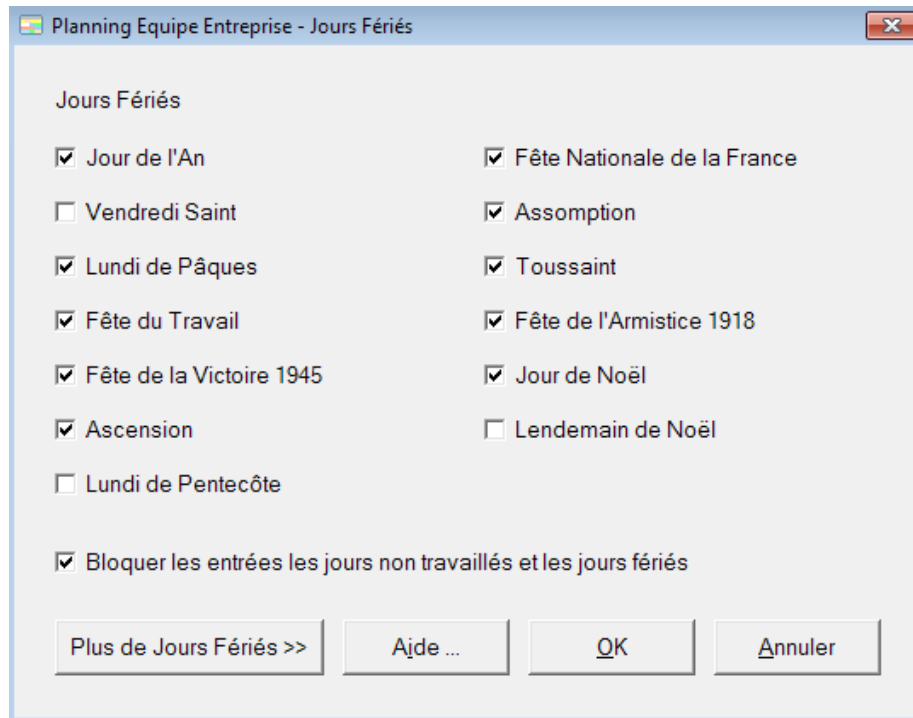 Planning Equipe Entreprise - Jours Fériés
Jours Fériés
Jour de l'An
Fête Nationale de la France
Vendredi Saint
Assomption
Lundi de Pâques
Toussaint
Fête du Travail
Fête de l'Armistice 1918
Fête de la Victoire 1945
Jour de Noël
Ascension
Lendemain de Noël
Lundi de Pentecôte
Bloquer les entrées les jours non travaillés et les jours fériés
Plus de Jours Fériés >>
Aide ...
OK
Annuler